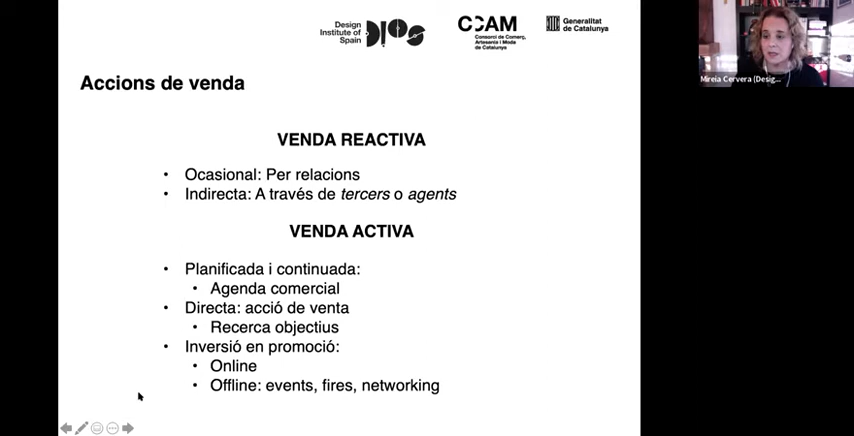 Design
Institute of
Spain
DIOS
CCAM
Consorci de Comerç,
Artesania i Moda
de Catalunya
Generalitat
de Catalunya
Mireia Cervera (Desig...
Accions de venda
VENDA REACTIVA
• Ocasional: Per relacions
• Indirecta: A través de tercers o agents
VENDA ACTIVA
• Planificada i continuada:
• Agenda comercial
• Directa: acció de venta
• Recerca objectius
• Inversió en promoció:
• Online
• Offline: events, fires, networking